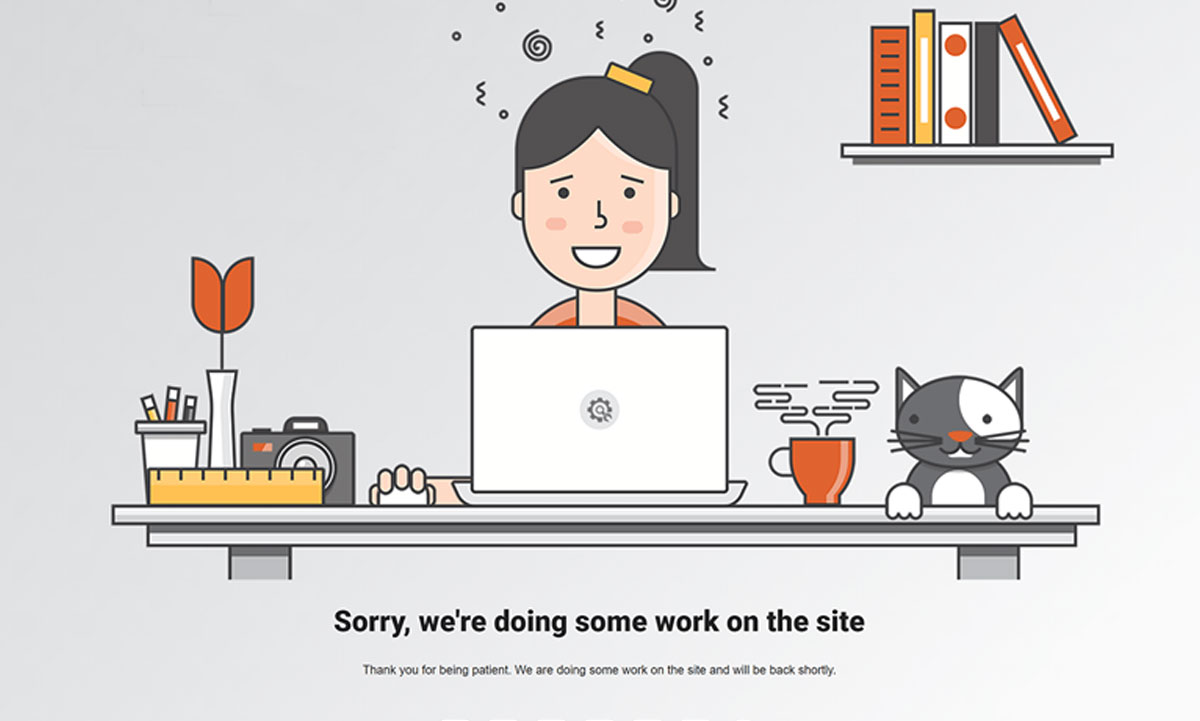 Sorry, we're doing some work on the site
Thank you for being patient. We are doing some work on the site and will be back shortly.